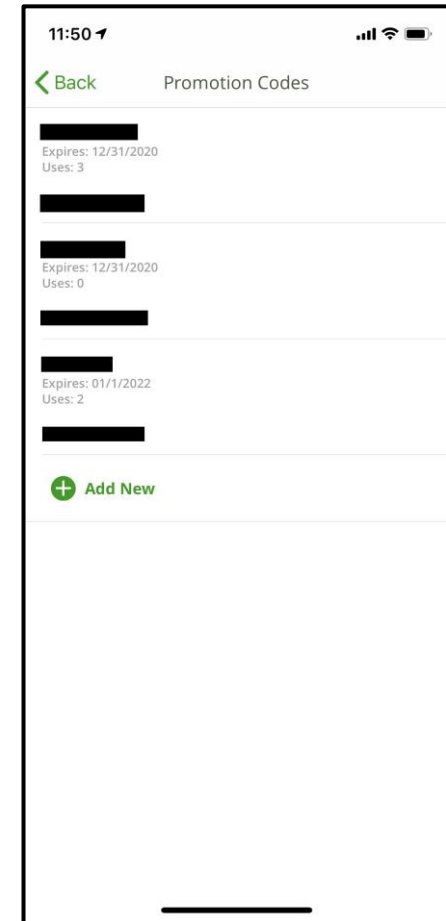 11:50
Back
Promotion Codes
Expires: 12/31/2020
Uses: 3
Expires: 12/31/2020
Uses: 0
Expires: 01/1/2022
Uses: 2
Add New